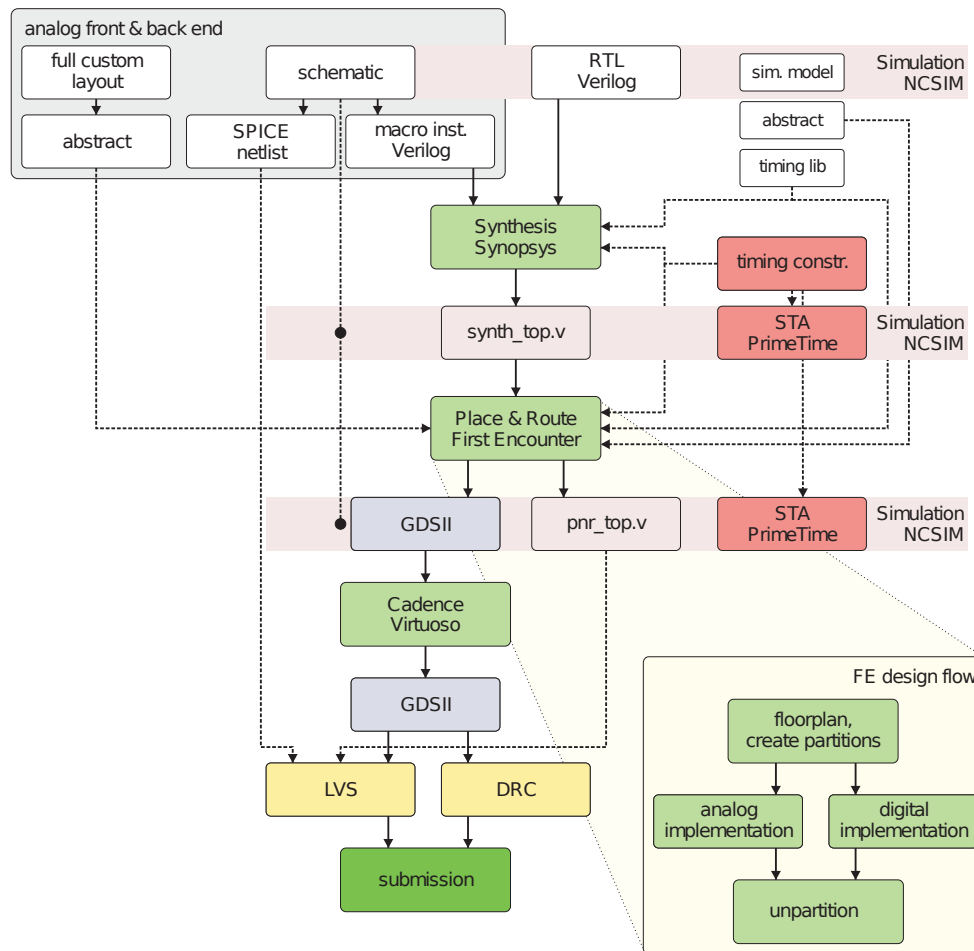 analog front & back end
full custom
layout
schematic
RTL
Verilog
sim. model
Simulation
NCSIM
abstract
SPICE
netlist
macro inst.
Verilog
abstract
timing lib
Synthesis
Synopsys
timing constr.
synth_top.v
STA
PrimeTime
Simulation
NCSIM
Place & Route
First Encounter
GDSII
pnr_top.v
STA
PrimeTime
Simulation
NCSIM
Cadence
Virtuoso
GDSII
FE design flow
floorplan,
create partitions
LVS
DRC
analog
implementation
digital
implementation
submission
unpartition